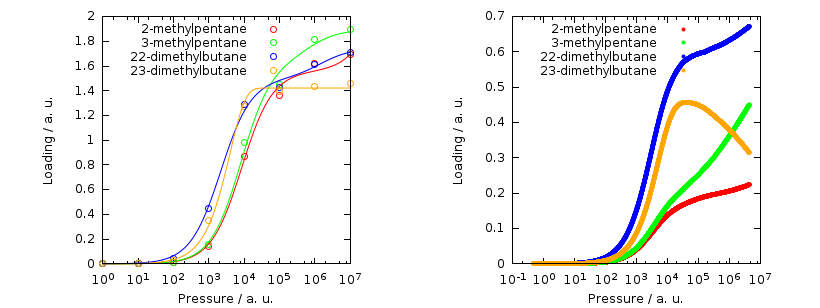 2
1.8
1.6
1.4
1.2
1
0.8
0.6
0.4
0.2
0
Loading / a. u.
2-methylpentane
3-methylpentane
22-dimethylbutane
23-dimethylbutane
10^0 10^1 10^2 10^3 10^4 10^5 10^6 10^7
Pressure / a. u.
0.7
0.6
0.5
0.4
0.3
0.2
0.1
0
Loading / a. u.
2-methylpentane
3-methylpentane
22-dimethylbutane
23-dimethylbutane
10^-1 10^0 10^1 10^2 10^3 10^4 10^5 10^6 10^7
Pressure / a. u.